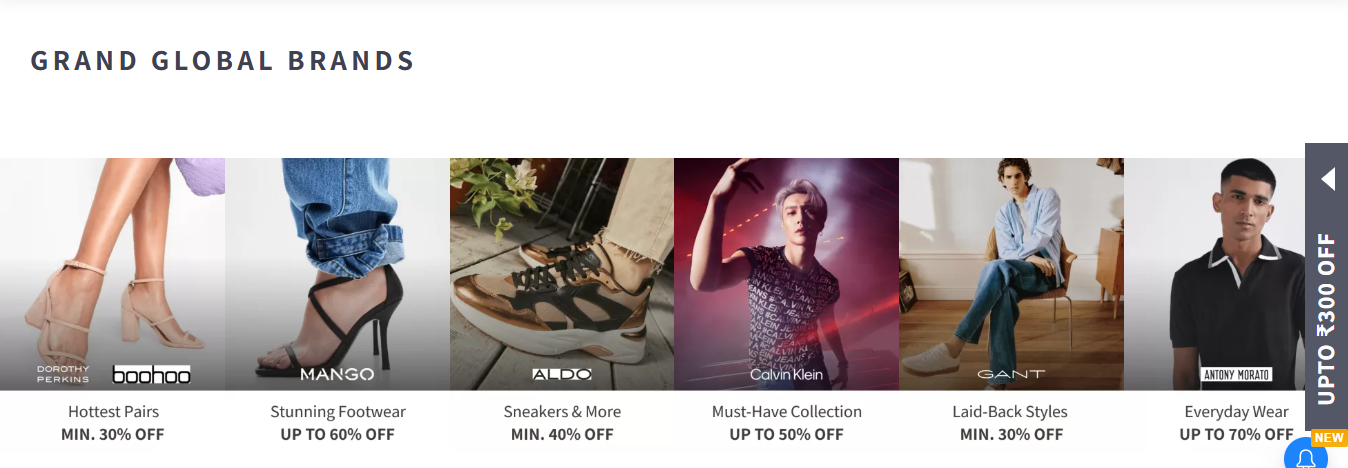 GRAND GLOBAL BRANDS
DOROTHY
PERKINS
boohoo
MANGO
ALDO
Calvin Klein
GANT
ANTONY MORATO
Hottest Pairs
MIN. 30% OFF
Stunning Footwear
UP TO 60% OFF
Sneakers & More
MIN. 40% OFF
Must-Have Collection
UP TO 50% OFF
Laid-Back Styles
MIN. 30% OFF
Everyday Wear
UP TO 70% OFF
UPTO ₹300 OFF
NEW